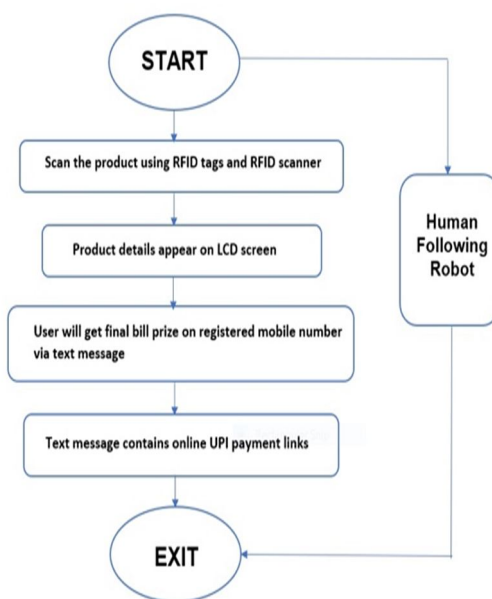 START
Scan the product using RFID tags and RFID scanner
Product details appear on LCD screen
User will get final bill prize on registered mobile number
via text message
Text message contains online UPI payment links
EXIT
Human
Following
Robot